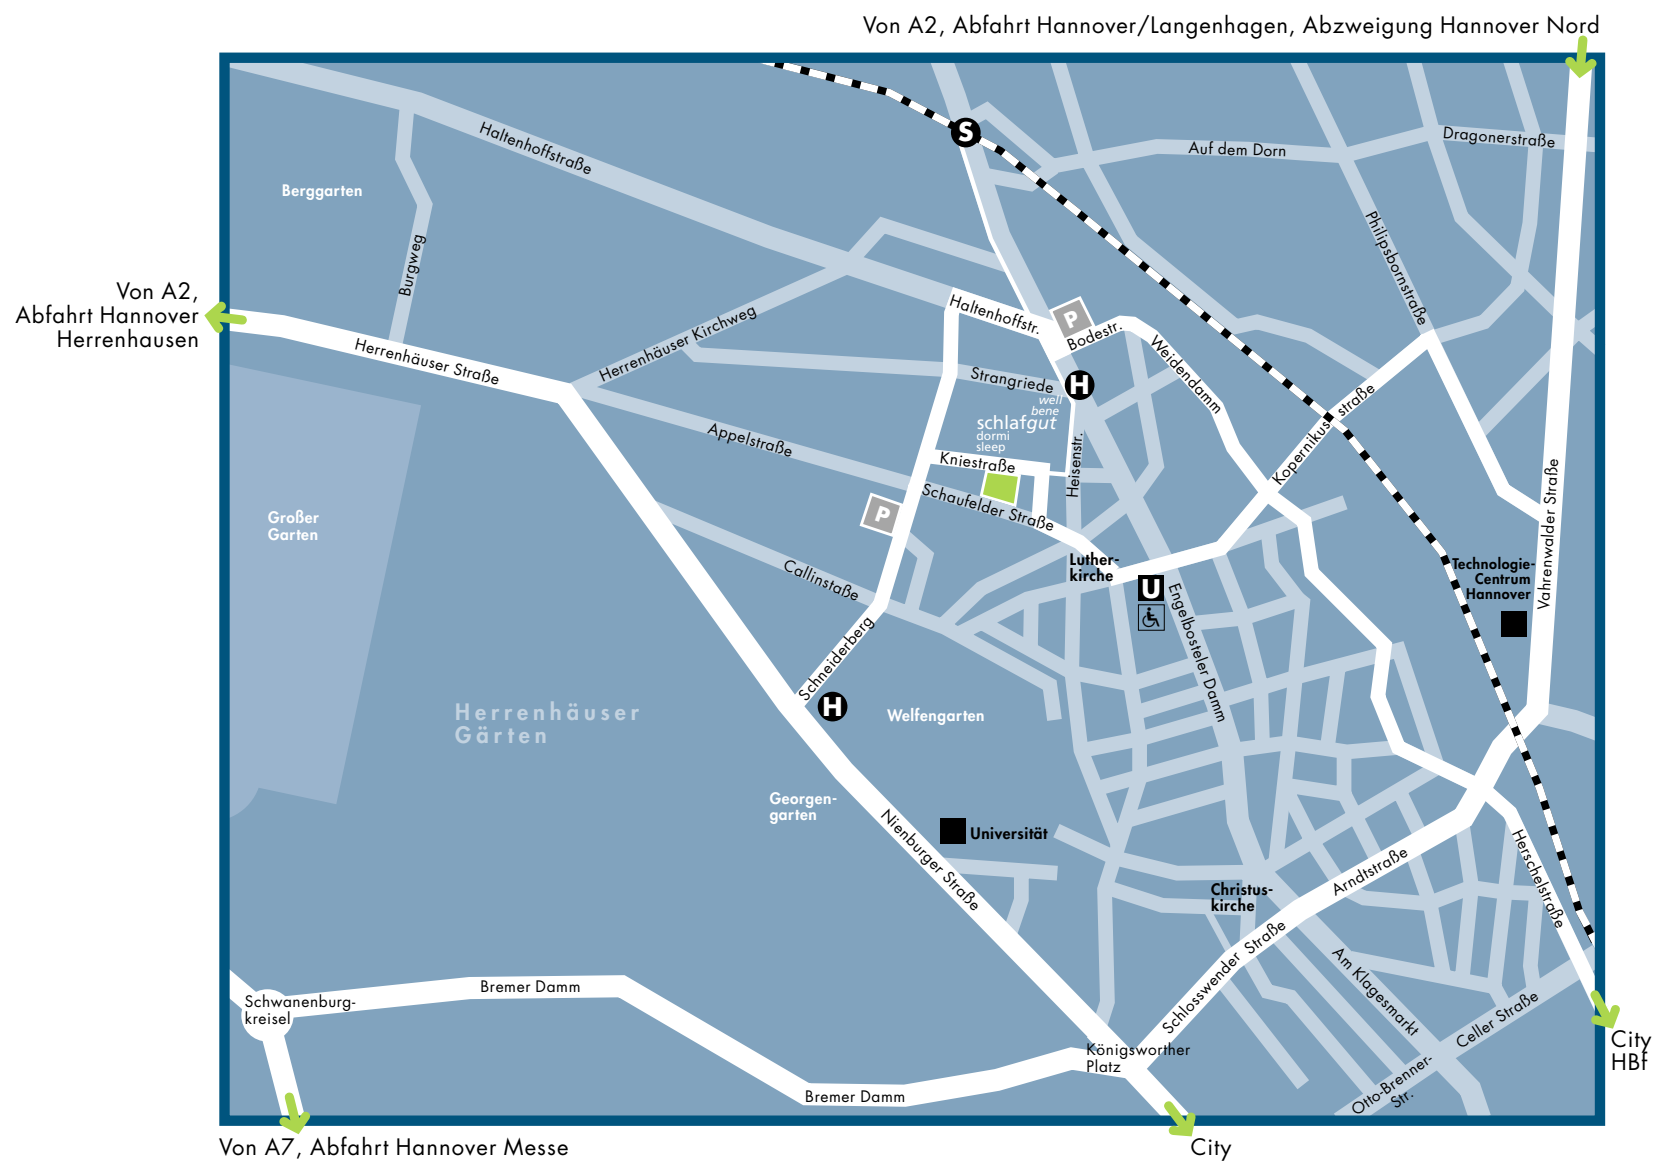 Von A2, Abfahrt Hannover/Langenhagen, Abzweigung Hannover Nord
S
Dragonerstraße
Auf dem Dorn
Haltenhoffstraße
Berggarten
Philipsbornstraße
Burgweg
Von A2,
Abfahrt Hannover
Herrenhausen
Haltenhoffstr.
P
Bodestr.
Herrenhäuser Kirchweg
Herrenhäuser Straße
Weidendamm
Strangriede
H
well
bene
schlafgut
dormi
sleep
Kopernikus straße
Appelstraße
Kniestraße
Heisenstr.
Schaufelder Straße
P
Großer
Garten
Callinstaße
Luther-
kirche
U
Technologie-
Centrum
Hannover
Vahrenwalder Straße
Engelbosteler Damm
Schneiderberg
H
Herrenhäuser
Gärten
Welfengarten
Georgen-
garten
Nienburger Straße
Universität
Herschelstraße
Arndtstraße
Christus-
kirche
Schlosswender Straße
Am Klagesmarkt
Bremer Damm
Schwanenburg-
kreisel
Celler Straße
Königsworther
Platz
Otto-Brenner-
Str.
City
HBf
Bremer Damm
Von A7, Abfahrt Hannover Messe
City